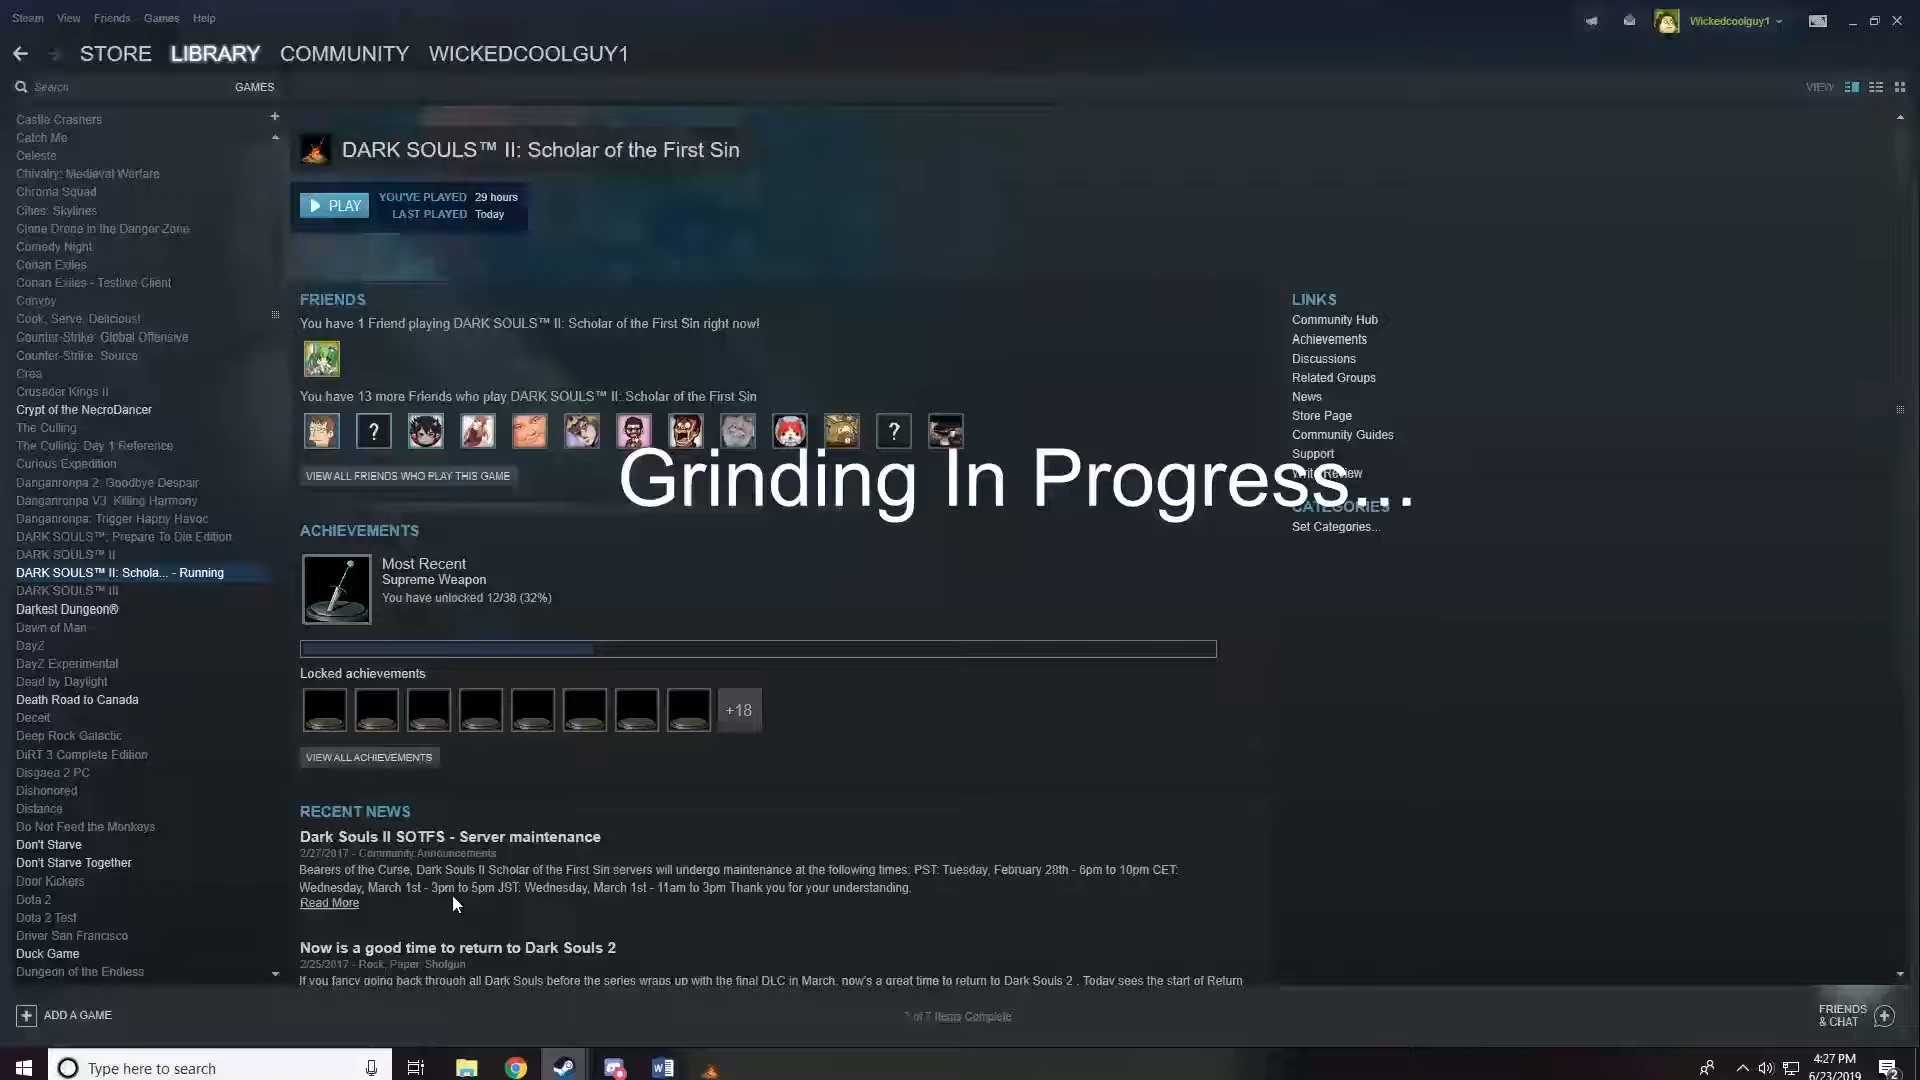 Steam View Friends Games Help
Wickedcoolguy1
STORE LIBRARY COMMUNITY WICKEDCOOLGUY1
Search GAMES
VIEW
Castle Crashers
Catch Me
Celeste
Chivalry: Medieval Warfare
Chroma Squad
Cities: Skylines
Clone Drone in the Danger Zone
Comedy Night
Conan Exiles
Conan Exiles - Testlive Client
Convoy
Cook, Serve, Delicious!
Counter-Strike: Global Offensive
Counter-Strike: Source
Crea
Crusader Kings II
Crypt of the NecroDancer
The Culling
The Culling: Day 1 Reference
Curious Expedition
Danganronpa 2: Goodbye Despair
Danganronpa V3: Killing Harmony
Danganronpa: Trigger Happy Havoc
DARK SOULS™: Prepare To Die Edition
DARK SOULS™ II
DARK SOULS™ II: Schola... - Running
DARK SOULS™ III
Darkest Dungeon®
Dawn of Man
DayZ
DayZ Experimental
Dead by Daylight
Death Road to Canada
Deceit
Deep Rock Galactic
DiRT 3 Complete Edition
Disgaea 2 PC
Dishonored
Distance
Do Not Feed the Monkeys
Don't Starve
Don't Starve Together
Door Kickers
Dota 2
Dota 2 Test
Driver San Francisco
Duck Game
Dungeon of the Endless
DARK SOULS™ II: Scholar of the First Sin
PLAY
YOU'VE PLAYED 29 hours
LAST PLAYED Today
FRIENDS
You have 1 Friend playing DARK SOULS™ II: Scholar of the First Sin right now!
You have 13 more Friends who play DARK SOULS™ II: Scholar of the First Sin
? ?
VIEW ALL FRIENDS WHO PLAY THIS GAME
Grinding In Progress...
LINKS
Community Hub
Achievements
Discussions
Related Groups
News
Store Page
Community Guides
Support
Write Review
CATEGORIES
Set Categories...
ACHIEVEMENTS
Most Recent
Supreme Weapon
You have unlocked 12/38 (32%)
Locked achievements
+18
VIEW ALL ACHIEVEMENTS
RECENT NEWS
Dark Souls II SOTFS - Server maintenance
2/27/2017 - Community Announcements
Bearers of the Curse, Dark Souls II Scholar of the First Sin servers will undergo maintenance at the following times: PST: Tuesday, February 28th - 6pm to 10pm CET:
Wednesday, March 1st - 3pm to 5pm JST: Wednesday, March 1st - 11am to 3pm Thank you for your understanding.
Read More
Now is a good time to return to Dark Souls 2
2/25/2017 - Rock, Paper, Shotgun
If you fancy going back through all Dark Souls before the series wraps up with the final DLC in March, now's a great time to return to Dark Souls 2 . Today sees the start of Return
ADD A GAME
7 of 7 Items Complete
FRIENDS
& CHAT
Type here to search
4:27 PM
6/23/2019
2